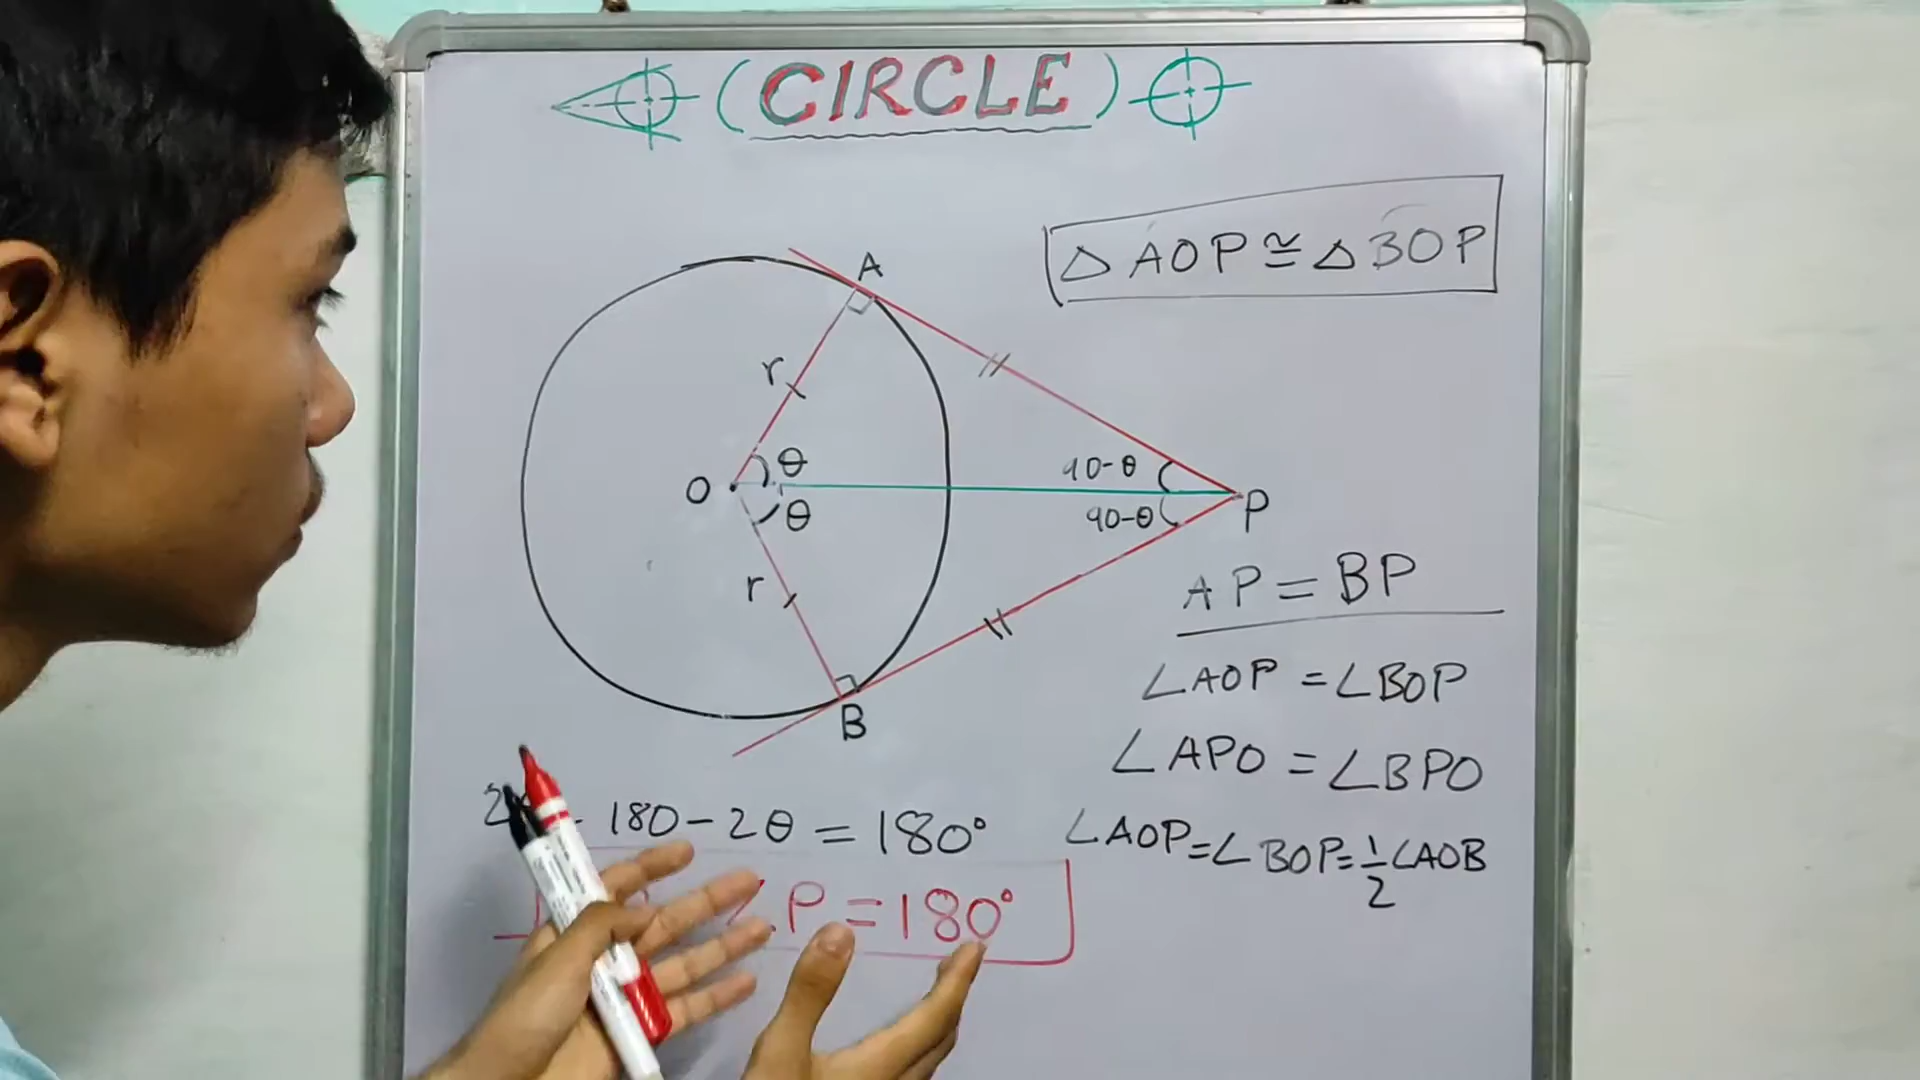 (CIRCLE)
△ AOP ≅ △ BOP
A
r
θ
O
θ
r
B
90-θ
90-θ
P
AP = BP
∠AOP = ∠BOP
∠APO = ∠BPO
∠AOP = ∠BOP = 1/2 ∠AOB
180 - 2θ = 180°
∠P = 180°